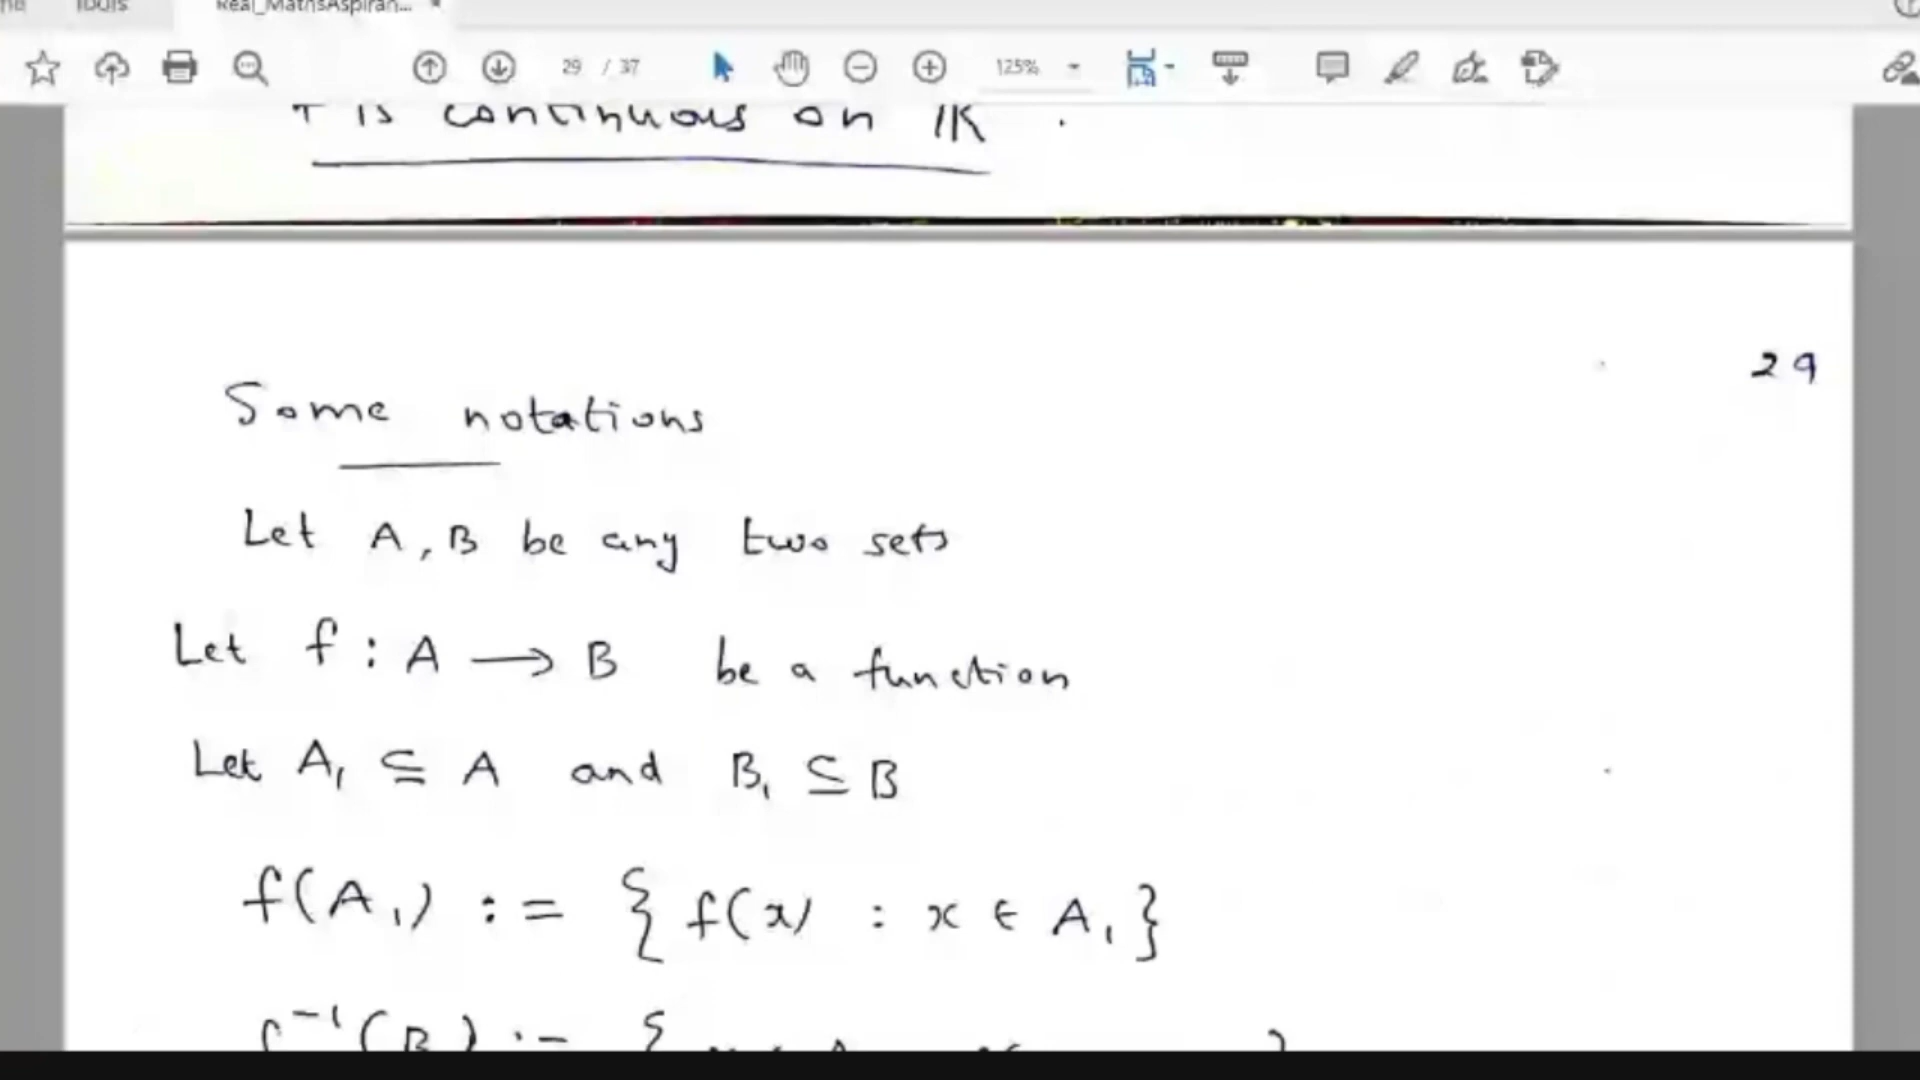 Tools
Real_MathsAspiran...
29 / 37
125%
f is continuous on IR .
29
Some notations
Let A, B be any two sets
Let f : A ⟶ B be a function
Let A₁ ⊆ A and B₁ ⊆ B
f(A₁) := { f(x) : x ∈ A₁ }